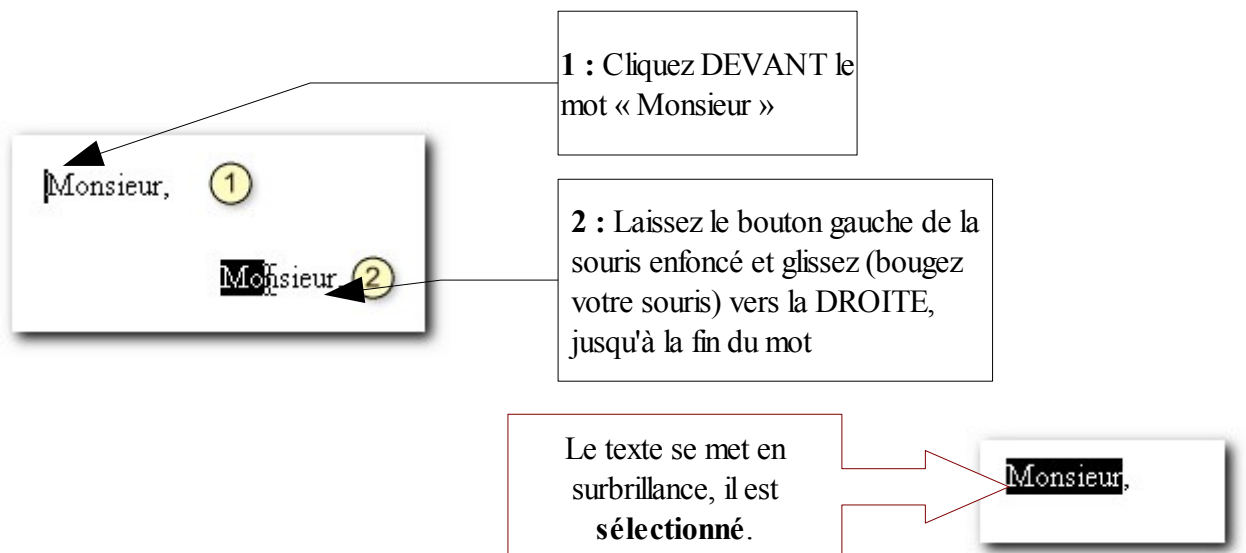 1 : Cliquez DEVANT le
mot « Monsieur »
Monsieur,
1
2 : Laissez le bouton gauche de la
souris enfoncé et glissez (bougez
votre souris) vers la DROITE,
jusqu'à la fin du mot
Monsieur,
2
Le texte se met en
surbrillance, il est
sélectionné.
Monsieur,